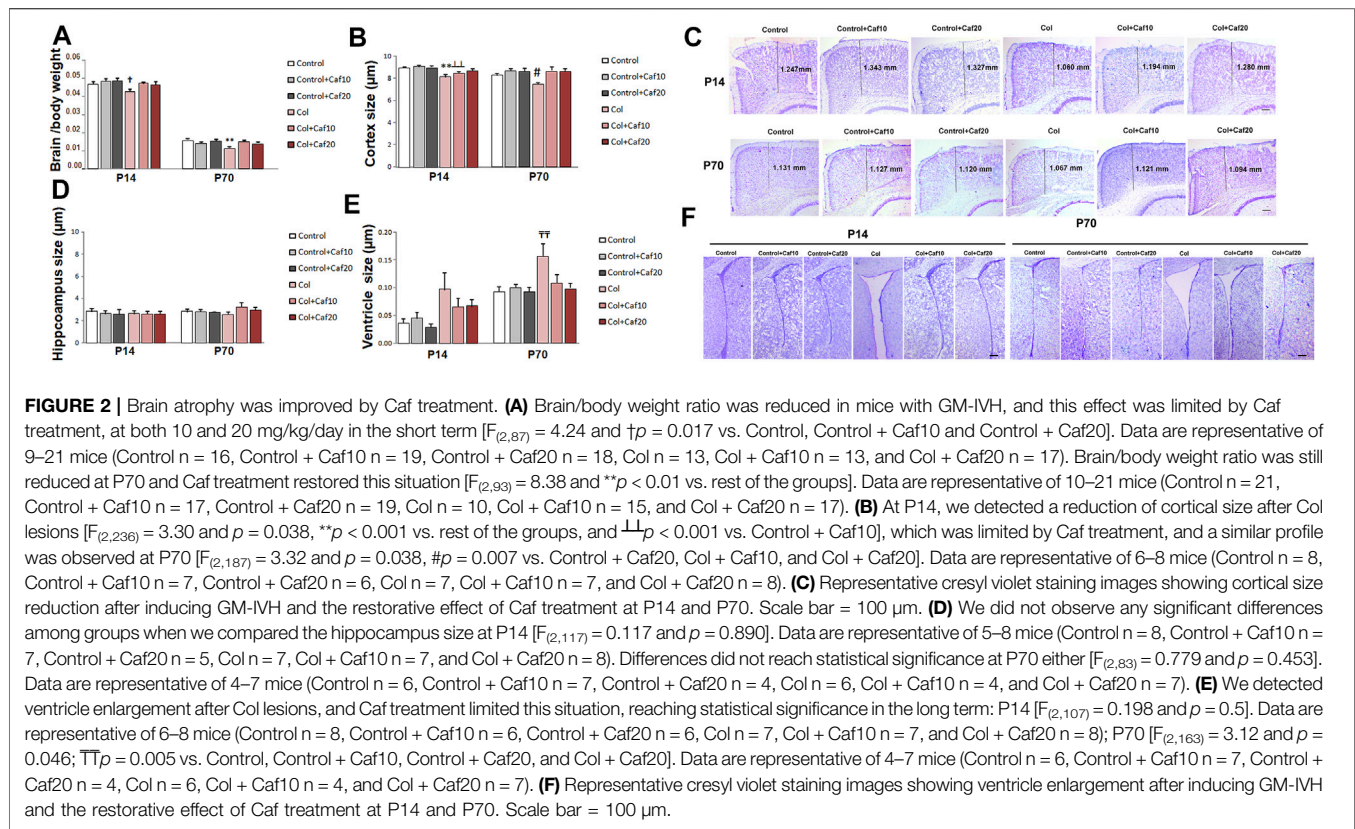 A
Brain /body weight
0.06
0.05
0.04
0.03
0.02
0.01
0.00
†
**
P14
P70
Control
Control+Caf10
Control+Caf20
Col
Col+Caf10
Col+Caf20
B
Cortex size (µm)
10
8
6
4
2
0
**⊥⊥
#
P14
P70
Control
Control+Caf10
Control+Caf20
Col
Col+Caf10
Col+Caf20
C
Control
Control+Caf10
Control+Caf20
Col
Col+Caf10
Col+Caf20
P14
1.247mm
1.343 mm
1.327mm
1.060 mm
1.194 mm
1.280 mm
Control
Control+Caf10
Control+Caf20
Col
Col+Caf10
Col+Caf20
P70
1.131 mm
1.127 mm
1.120 mm
1.067 mm
1.121 mm
1.094 mm
D
Hippocampus size (µm)
10
8
6
4
2
0
P14
P70
Control
Control+Caf10
Control+Caf20
Col
Col+Caf10
Col+Caf20
E
Ventricle size (µm)
0.20
0.15
0.10
0.05
0.00
P14
P70
Control
Control+Caf10
Control+Caf20
Col
Col+Caf10
Col+Caf20
F
P14
P70
Control
Control+Caf10
Control+Caf20
Col
Col+Caf10
Col+Caf20
Control
Control+Caf10
Control+Caf20
Col
Col+Caf10
Col+Caf20
FIGURE 2 | Brain atrophy was improved by Caf treatment. (A) Brain/body weight ratio was reduced in mice with GM-IVH, and this effect was limited by Caf
treatment, at both 10 and 20 mg/kg/day in the short term [F(2,87) = 4.24 and †p = 0.017 vs. Control, Control + Caf10 and Control + Caf20]. Data are representative of
9–21 mice (Control n = 16, Control + Caf10 n = 19, Control + Caf20 n = 18, Col n = 13, Col + Caf10 n = 13, and Col + Caf20 n = 17). Brain/body weight ratio was still
reduced at P70 and Caf treatment restored this situation [F(2,93) = 8.38 and **p < 0.01 vs. rest of the groups]. Data are representative of 10–21 mice (Control n = 21,
Control + Caf10 n = 17, Control + Caf20 n = 19, Col n = 10, Col + Caf10 n = 15, and Col + Caf20 n = 17). (B) At P14, we detected a reduction of cortical size after Col
lesions [F(2,236) = 3.30 and p = 0.038, **p < 0.001 vs. rest of the groups, and ⊥⊥p < 0.001 vs. Control + Caf10], which was limited by Caf treatment, and a similar profile
was observed at P70 [F(2,187) = 3.32 and p = 0.038, #p = 0.007 vs. Control + Caf20, Col + Caf10, and Col + Caf20]. Data are representative of 6–8 mice (Control n = 8,
Control + Caf10 n = 7, Control + Caf20 n = 6, Col n = 7, Col + Caf10 n = 7, and Col + Caf20 n = 8). (C) Representative cresyl violet staining images showing cortical size
reduction after inducing GM-IVH and the restorative effect of Caf treatment at P14 and P70. Scale bar = 100 µm. (D) We did not observe any significant differences
among groups when we compared the hippocampus size at P14 [F(2,117) = 0.117 and p = 0.890]. Data are representative of 5–8 mice (Control n = 8, Control + Caf10 n =
7, Control + Caf20 n = 5, Col n = 7, Col + Caf10 n = 7, and Col + Caf20 n = 8). Differences did not reach statistical significance at P70 either [F(2,83) = 0.779 and p = 0.453].
Data are representative of 4–7 mice (Control n = 6, Control + Caf10 n = 7, Control + Caf20 n = 4, Col n = 6, Col + Caf10 n = 4, and Col + Caf20 n = 7). (E) We detected
ventricle enlargement after Col lesions, and Caf treatment limited this situation, reaching statistical significance in the long term: P14 [F(2,107) = 0.198 and p = 0.5]. Data are
representative of 6–8 mice (Control n = 8, Control + Caf10 n = 6, Control + Caf20 n = 6, Col n = 7, Col + Caf10 n = 7, and Col + Caf20 n = 8); P70 [F(2,163) = 3.12 and p =
0.046; p = 0.005 vs. Control, Control + Caf10, Control + Caf20, and Col + Caf20]. Data are representative of 4–7 mice (Control n = 6, Control + Caf10 n = 7, Control +
Caf20 n = 4, Col n = 6, Col + Caf10 n = 4, and Col + Caf20 n = 7). (F) Representative cresyl violet staining images showing ventricle enlargement after inducing GM-IVH
and the restorative effect of Caf treatment at P14 and P70. Scale bar = 100 µm.